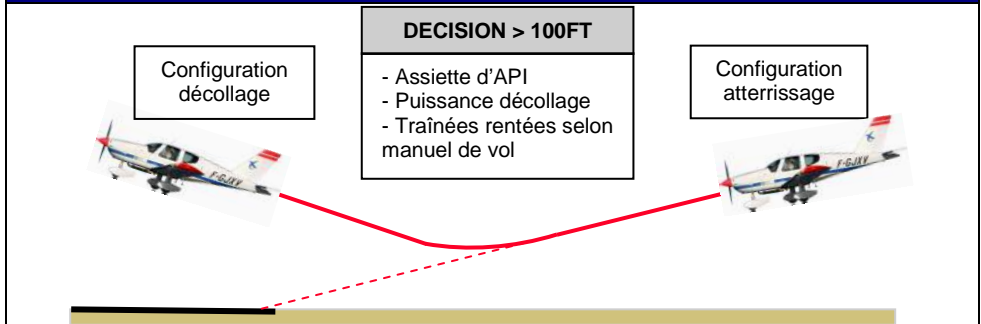 DECISION > 100FT
Configuration
décollage
- Assiette d'API
- Puissance décollage
- Traînées rentées selon
manuel de vol
Configuration
atterrissage
F-GJXV
F-GJXV